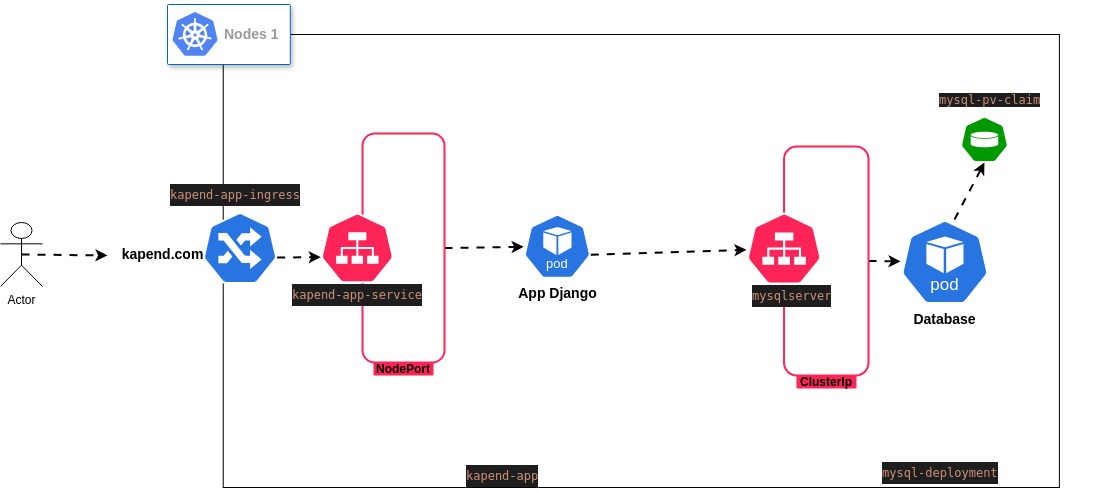 Nodes 1
mysql-pv-claim
kapend-app-ingress
kapend.com
Actor
kapend-app-service
pod
App Django
mysqlserver
pod
Database
NodePort
ClusterIp
kapend-app
mysql-deployment